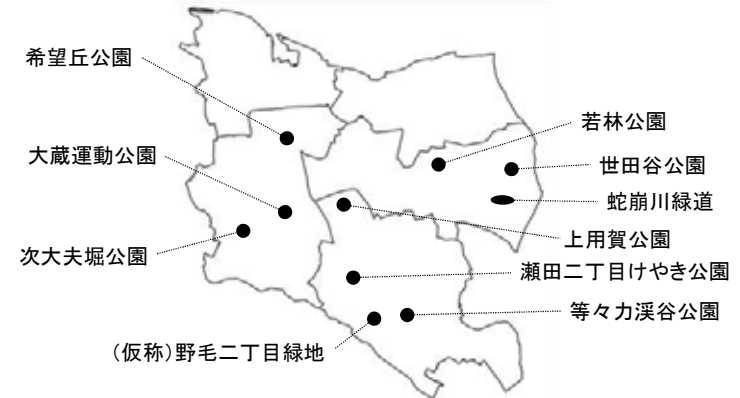 希望丘公園
大蔵運動公園
次大夫堀公園
(仮称)野毛二丁目緑地
若林公園
世田谷公園
蛇崩川緑道
上用賀公園
瀬田二丁目けやき公園
等々力渓谷公園